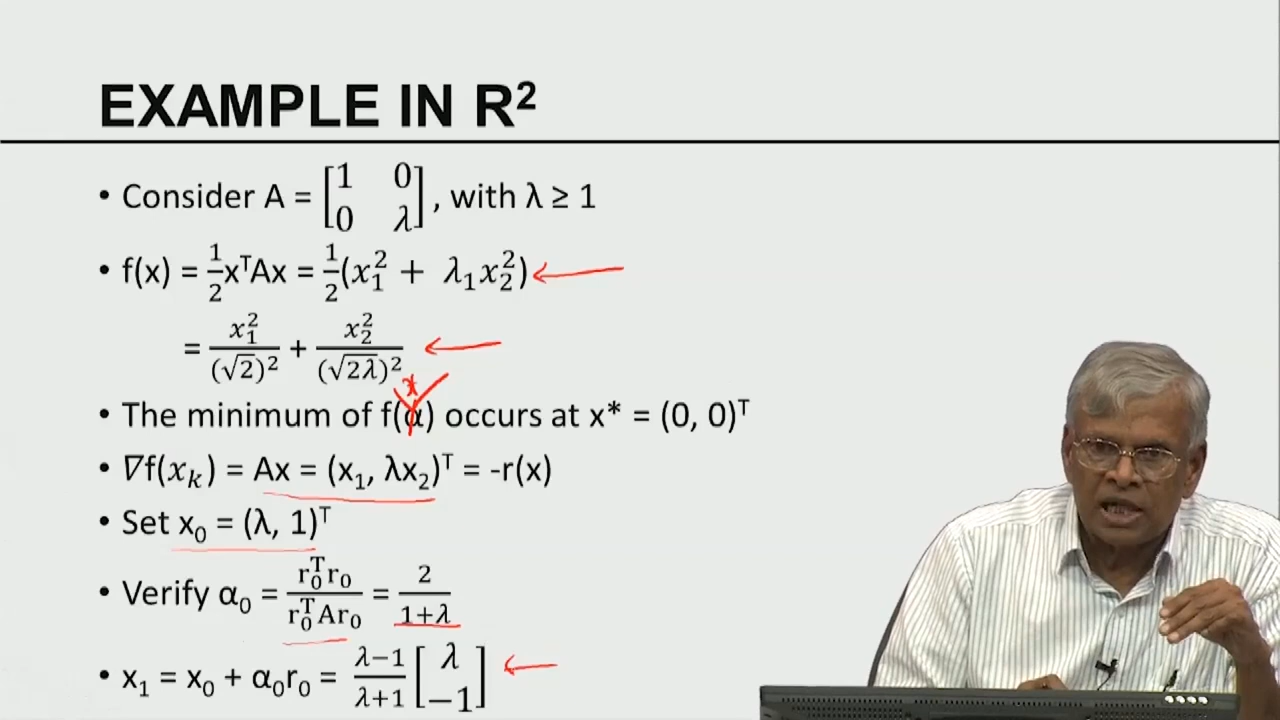 EXAMPLE IN R²
• Consider A = [1 0; 0 λ], with λ ≥ 1
• f(x) = 1/2 xᵀAx = 1/2 (x₁² + λ₁x₂²)
= x₁²/(√2)² + x₂²/(√2λ)²
x
• The minimum of f(α) occurs at x* = (0, 0)ᵀ
• ∇f(xₖ) = Ax = (x₁, λx₂)ᵀ = -r(x)
• Set x₀ = (λ, 1)ᵀ
• Verify α₀ = r₀ᵀr₀ / r₀ᵀAr₀ = 2/(1+λ)
• x₁ = x₀ + α₀r₀ = (λ−1)/(λ+1) [λ; −1]